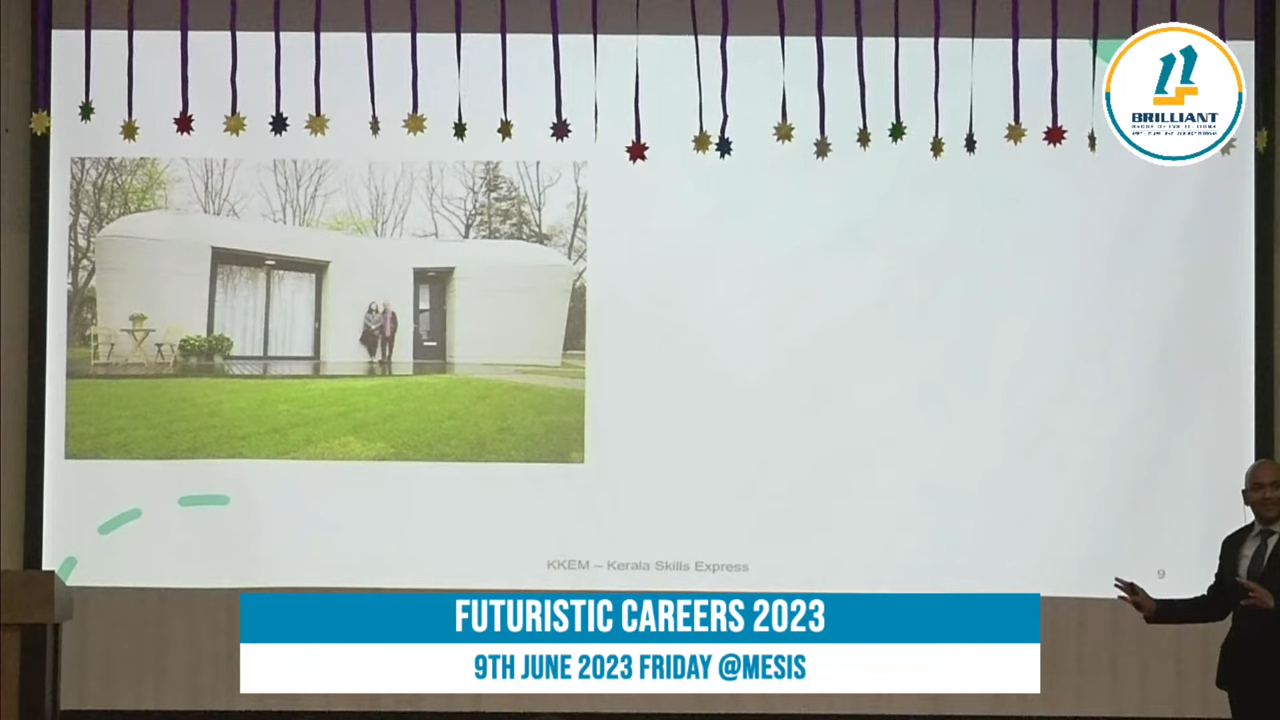 BRILLIANT
KKEM – Kerala Skills Express
9
FUTURISTIC CAREERS 2023
9TH JUNE 2023 FRIDAY @MESIS